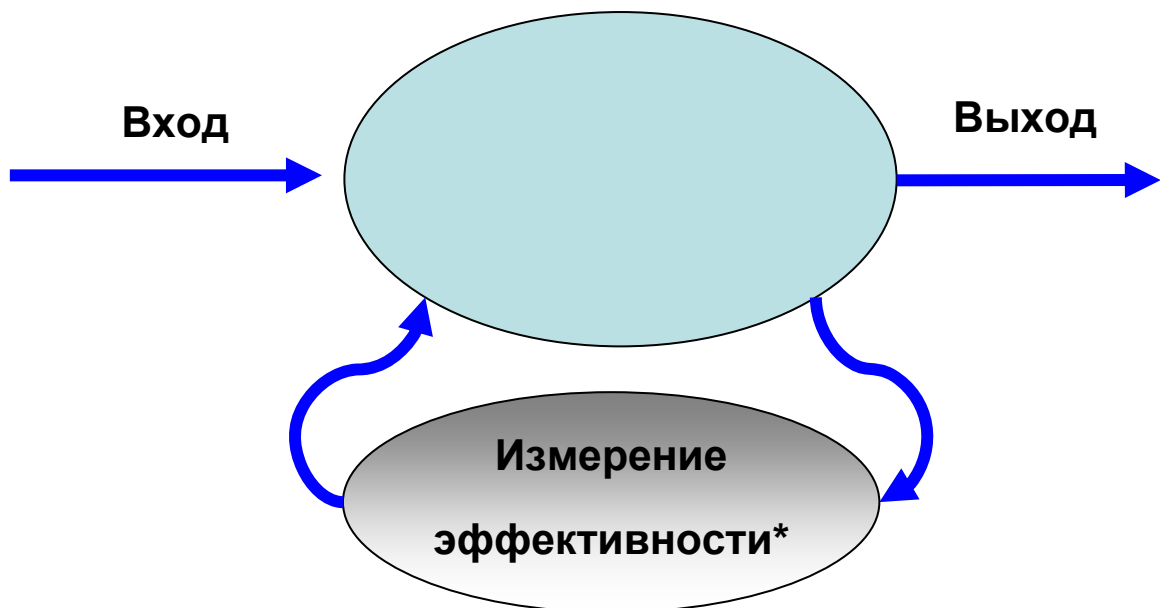 Вход
Выход
Измерение
эффективности*